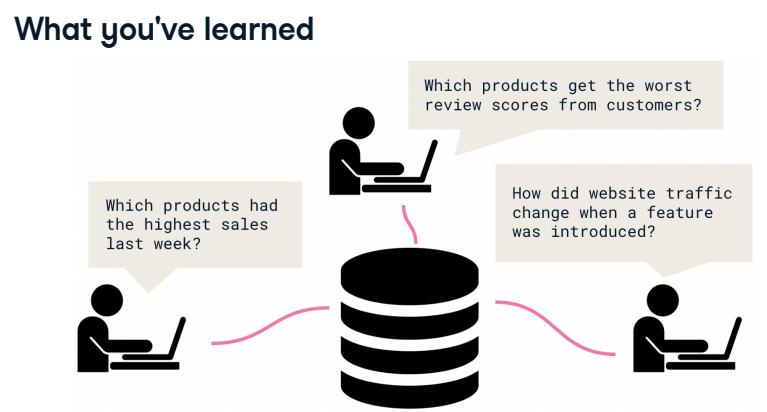 What you've learned
Which products get the worst
review scores from customers?
Which products had
the highest sales
last week?
How did website traffic
change when a feature
was introduced?